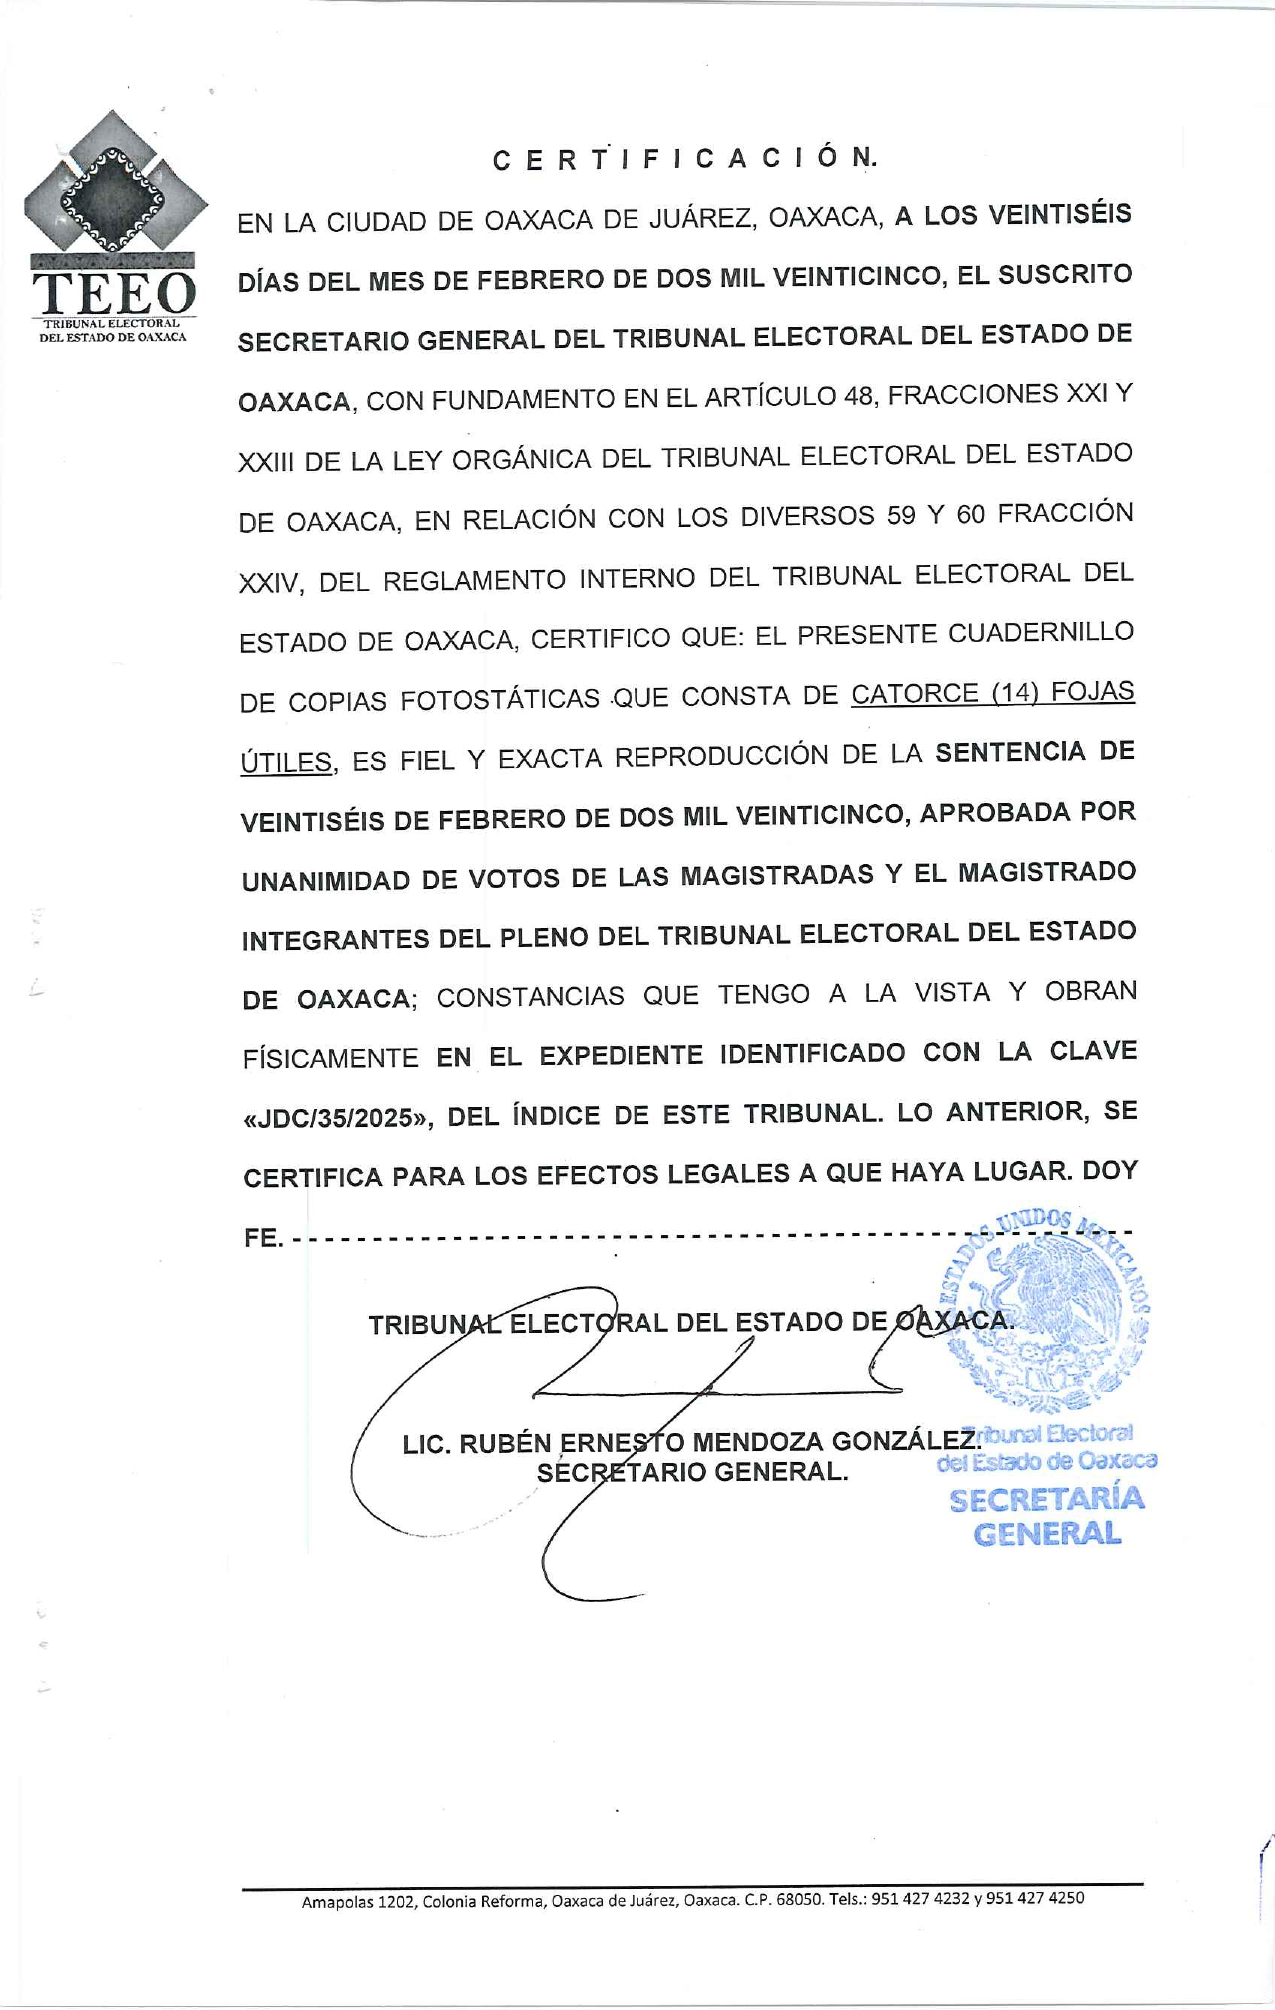 TEEO
TRIBUNAL ELECTORAL
DEL ESTADO DE OAXACA
CERTIFICACIÓN.
EN LA CIUDAD DE OAXACA DE JUÁREZ, OAXACA, A LOS VEINTISÉIS
DÍAS DEL MES DE FEBRERO DE DOS MIL VEINTICINCO, EL SUSCRITO
SECRETARIO GENERAL DEL TRIBUNAL ELECTORAL DEL ESTADO DE
OAXACA, CON FUNDAMENTO EN EL ARTÍCULO 48, FRACCIONES XXI Y
XXIII DE LA LEY ORGÁNICA DEL TRIBUNAL ELECTORAL DEL ESTADO
DE OAXACA, EN RELACIÓN CON LOS DIVERSOS 59 Y 60 FRACCIÓN
XXIV, DEL REGLAMENTO INTERNO DEL TRIBUNAL ELECTORAL DEL
ESTADO DE OAXACA, CERTIFICO QUE: EL PRESENTE CUADERNILLO
DE COPIAS FOTOSTÁTICAS QUE CONSTA DE CATORCE (14) FOJAS
ÚTILES, ES FIEL Y EXACTA REPRODUCCIÓN DE LA SENTENCIA DE
VEINTISÉIS DE FEBRERO DE DOS MIL VEINTICINCO, APROBADA POR
UNANIMIDAD DE VOTOS DE LAS MAGISTRADAS Y EL MAGISTRADO
INTEGRANTES DEL PLENO DEL TRIBUNAL ELECTORAL DEL ESTADO
DE OAXACA; CONSTANCIAS QUE TENGO A LA VISTA Y OBRAN
FÍSICAMENTE EN EL EXPEDIENTE IDENTIFICADO CON LA CLAVE
«JDC/35/2025», DEL ÍNDICE DE ESTE TRIBUNAL. LO ANTERIOR, SE
CERTIFICA PARA LOS EFECTOS LEGALES A QUE HAYA LUGAR. DOY
FE. - - - - - - - - - - - - - - - - - - - - - - - - - - - - - - - - - - - - - - - - - - - - - - - - - -
ESTADOS UNIDOS MEXICANOS
TRIBUNAL ELECTORAL DEL ESTADO DE OAXACA.
LIC. RUBÉN ERNESTO MENDOZA GONZÁLEZ.
SECRETARIO GENERAL.
Tribunal Electoral
del Estado de Oaxaca
SECRETARÍA
GENERAL
Amapolas 1202, Colonia Reforma, Oaxaca de Juárez, Oaxaca. C.P. 68050. Tels.: 951 427 4232 y 951 427 4250